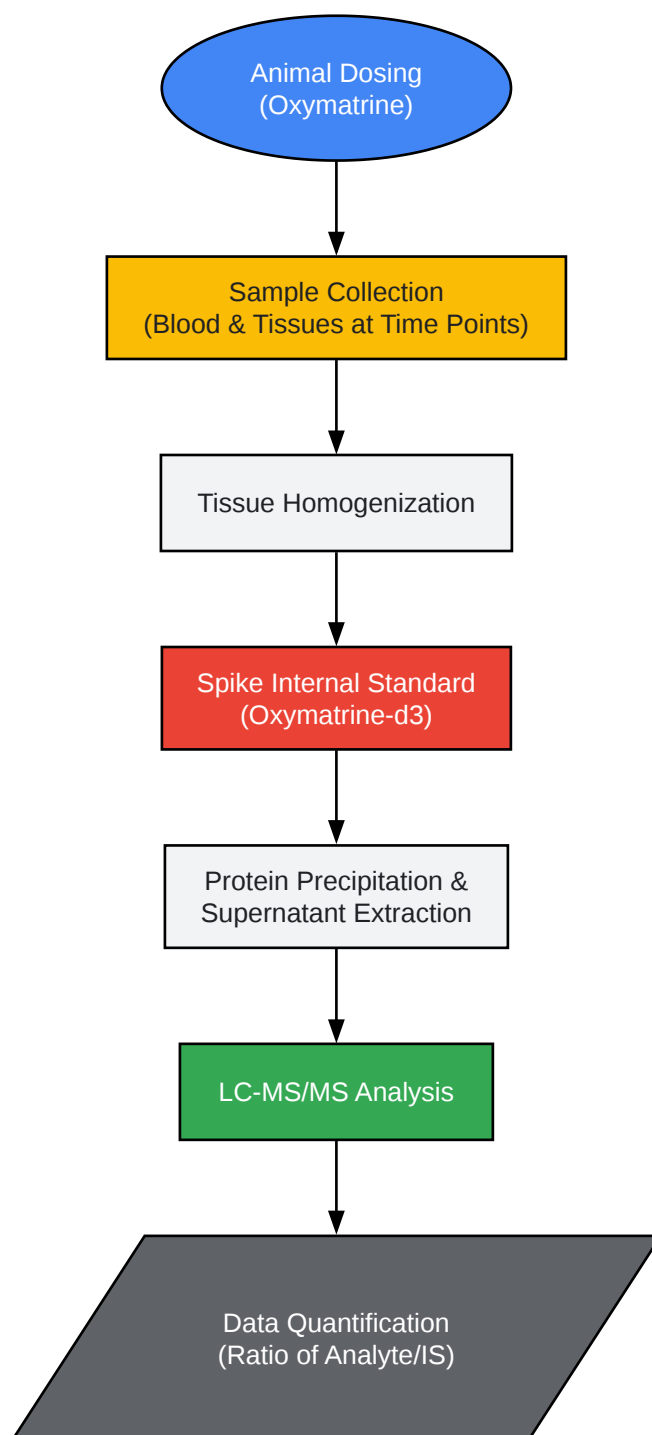 Animal Dosing
(Oxymatrine)
Sample Collection
(Blood & Tissues at Time Points)
Tissue Homogenization
Spike Internal Standard
(Oxymatrine-d3)
Protein Precipitation &
Supernatant Extraction
LC-MS/MS Analysis
Data Quantification
(Ratio of Analyte/IS)